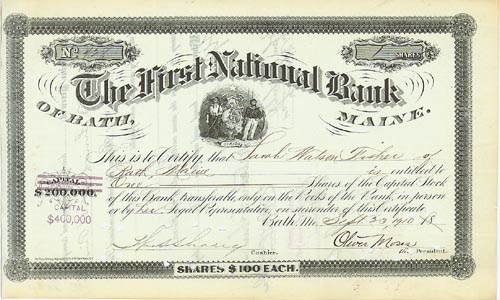 No.
SHARES
The First National Bank
OF BATH, MAINE.
This is to Certify, that Sarah Watson Fisher of
Bath, Maine is entitled to
One Shares of the Capital Stock
of this Bank, Transferable, only on the Books of the Bank, in person
or by her Legal Representative on surrender of this Certificate
CAPITAL
$200,000.
CAPITAL
$400,000
Bath, Me.
Cashier.
Oliver Moses
President.
SHARES $100 EACH.